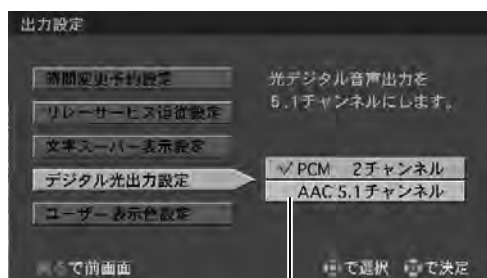 出力設定
時間変更予約設定
リレーサービス追従設定
文字スーパー表示設定
デジタル光出力設定
ユーザー表示色設定
光デジタル音声出力を
5.1チャンネルにします。
✓ PCM 2チャンネル
AAC 5.1チャンネル
戻るで前画面
で選択 で決定